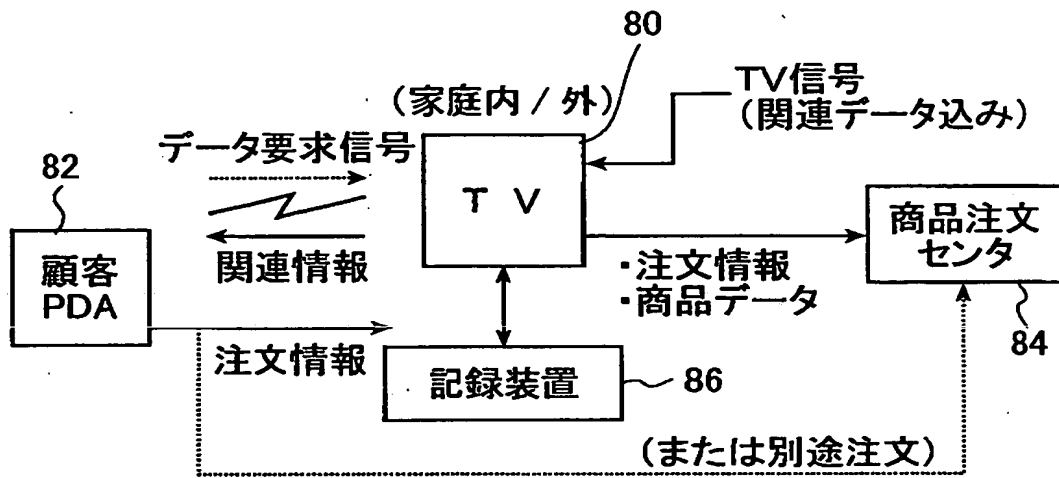 80
(家庭内 / 外)
TV信号
(関連データ込み)
データ要求信号
82
T V
商品注文
センタ
顧客
PDA
関連情報
・注文情報
・商品データ
84
注文情報
記録装置
86
(または別途注文)